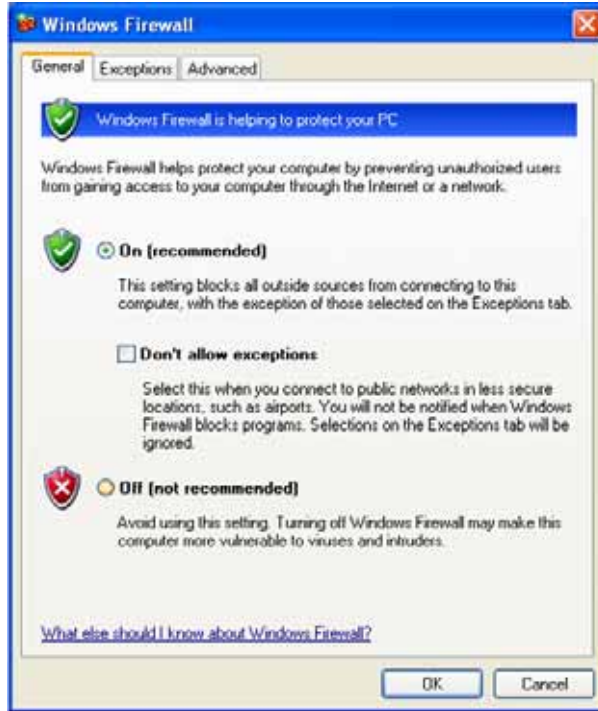 Windows Firewall
General Exceptions Advanced
Windows Firewall is helping to protect your PC
Windows Firewall helps protect your computer by preventing unauthorized users
from gaining access to your computer through the Internet or a network.
On (recommended)
This setting blocks all outside sources from connecting to this
computer, with the exception of those selected on the Exceptions tab.
Don't allow exceptions
Select this when you connect to public networks in less secure
locations, such as airports. You will not be notified when Windows
Firewall blocks programs. Selections on the Exceptions tab will be
ignored.
Off (not recommended)
Avoid using this setting. Turning off Windows Firewall may make this
computer more vulnerable to viruses and intruders.
What else should I know about Windows Firewall?
OK Cancel